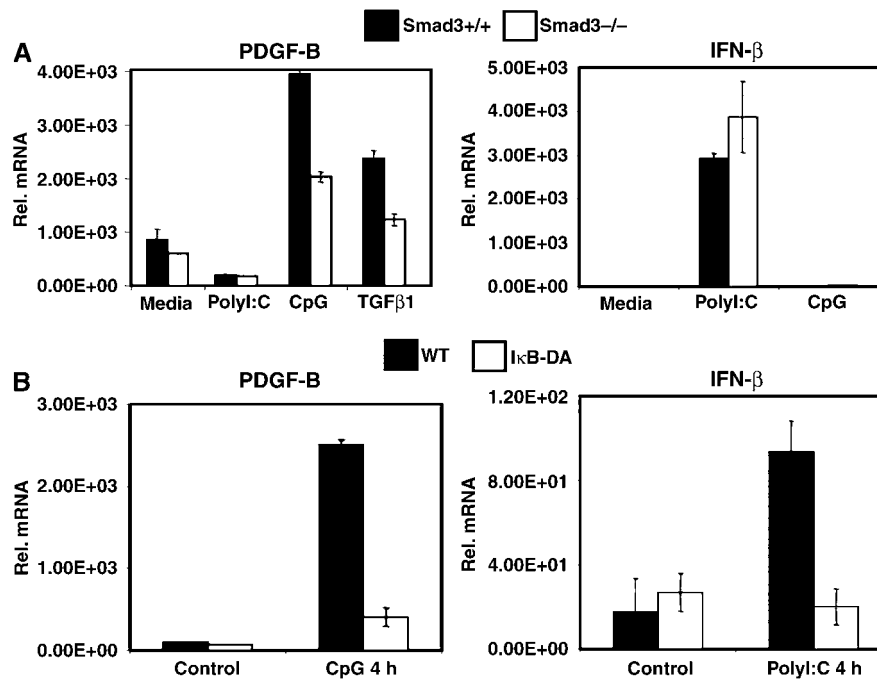 Smad3+/+ Smad3–/–
A
PDGF-B
Rel. mRNA
4.00E+03
3.00E+03
2.00E+03
1.00E+03
0.00E+00
Media PolyI:C CpG TGFβ1
IFN-β
Rel. mRNA
5.00E+03
4.00E+03
3.00E+03
2.00E+03
1.00E+03
0.00E+00
Media PolyI:C CpG
WT IκB-DA
B
PDGF-B
Rel. mRNA
3.00E+03
2.00E+03
1.00E+03
0.00E+00
Control CpG 4 h
IFN-β
Rel. mRNA
1.20E+02
8.00E+01
4.00E+01
0.00E+00
Control PolyI:C 4 h